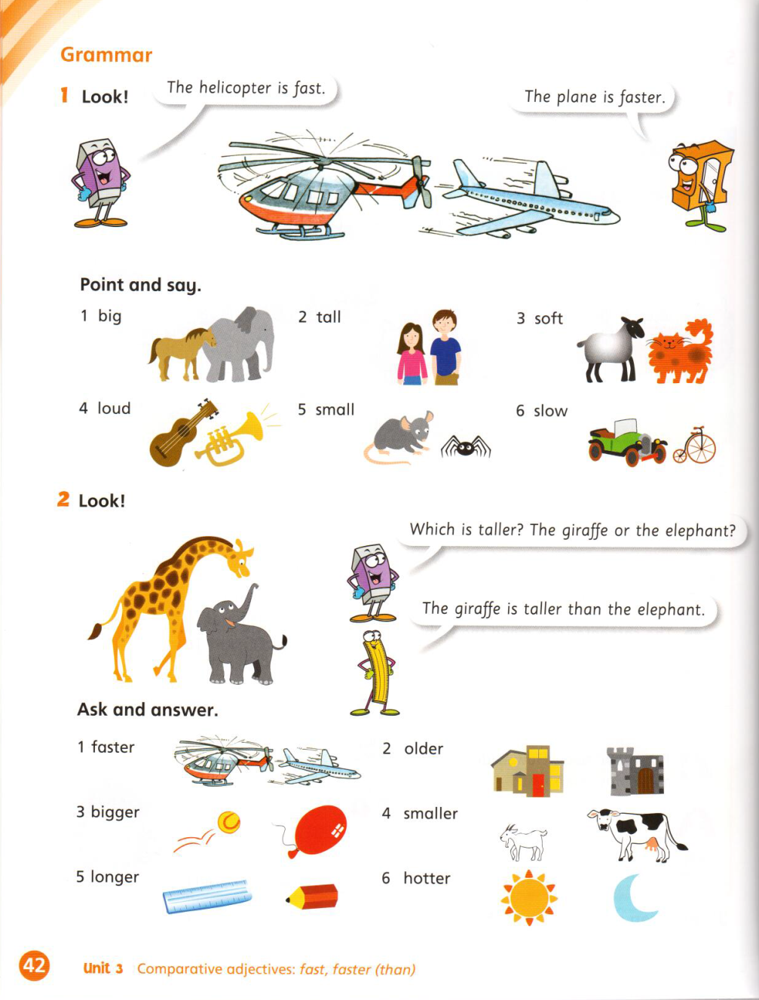 Grammar
1 Look!
The helicopter is fast.
The plane is faster.
Point and say.
1 big
2 tall
3 soft
4 loud
5 small
6 slow
2 Look!
Which is taller? The giraffe or the elephant?
The giraffe is taller than the elephant.
Ask and answer.
1 faster
2 older
3 bigger
4 smaller
5 longer
6 hotter
42 Unit 3 Comparative adjectives: fast, faster (than)